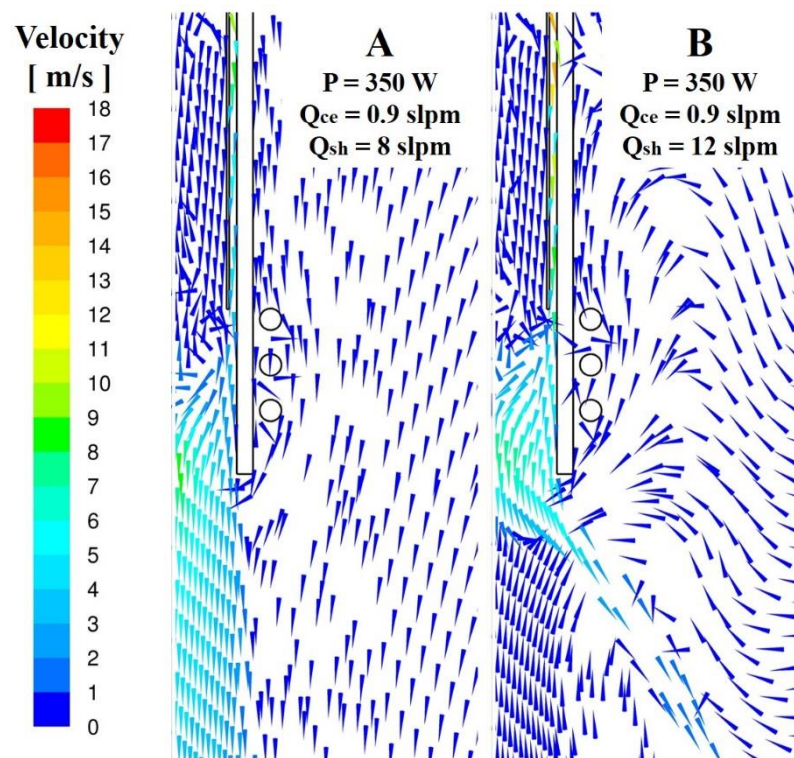 Velocity
[ m/s ]
18
17
16
15
14
13
12
11
10
9
8
7
6
5
4
3
2
1
0
A
P = 350 W
Qce = 0.9 slpm
Qsh = 8 slpm
B
P = 350 W
Qce = 0.9 slpm
Qsh = 12 slpm